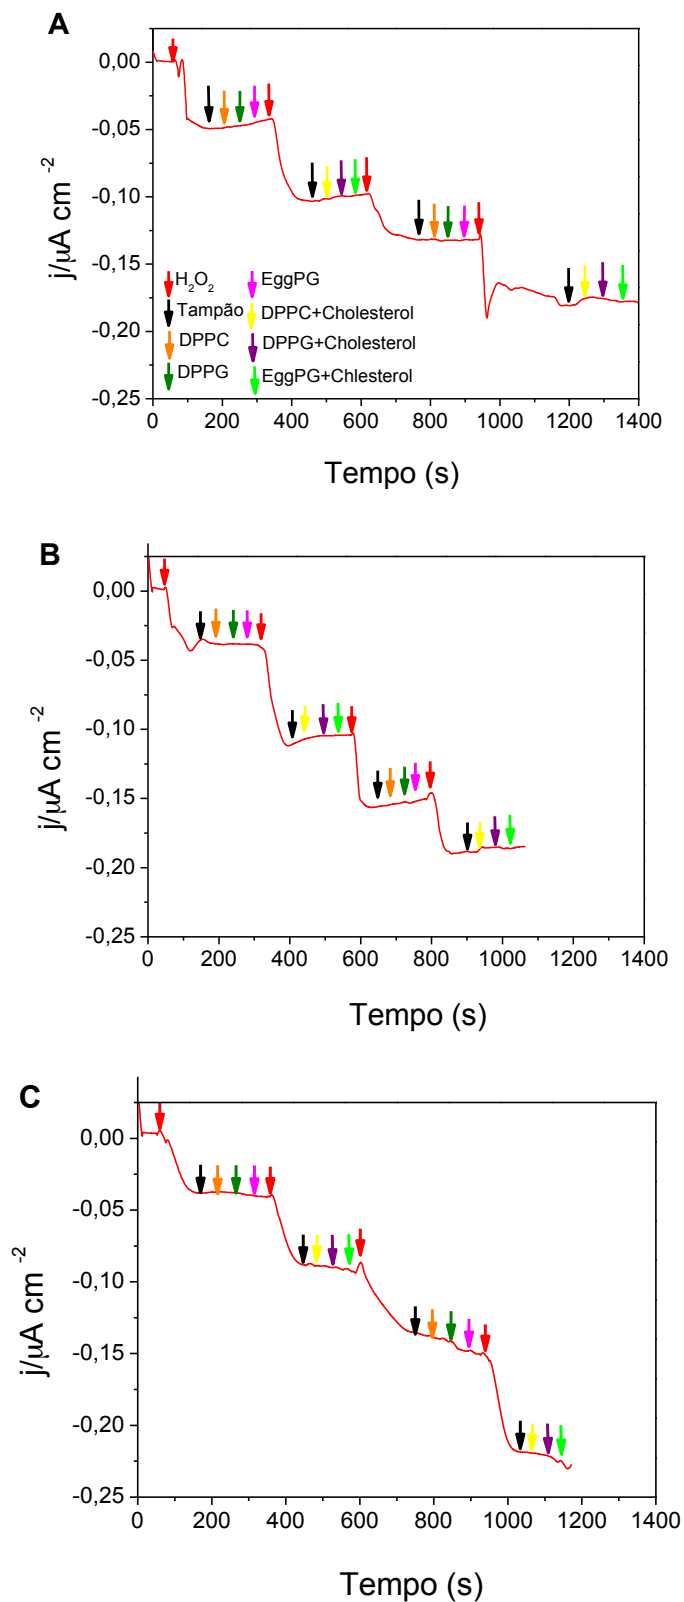 A
j/µA cm⁻²
0,00
-0,05
-0,10
-0,15
-0,20
-0,25
H₂O₂
Tampão
DPPC
DPPG
EggPG
DPPC+Cholesterol
DPPG+Cholesterol
EggPG+Chlesterol
0 200 400 600 800 1000 1200 1400
Tempo (s)
B
j/µA cm⁻²
0,00
-0,05
-0,10
-0,15
-0,20
-0,25
0 200 400 600 800 1000 1200 1400
Tempo (s)
C
j/µA cm⁻²
0,00
-0,05
-0,10
-0,15
-0,20
-0,25
0 200 400 600 800 1000 1200 1400
Tempo (s)